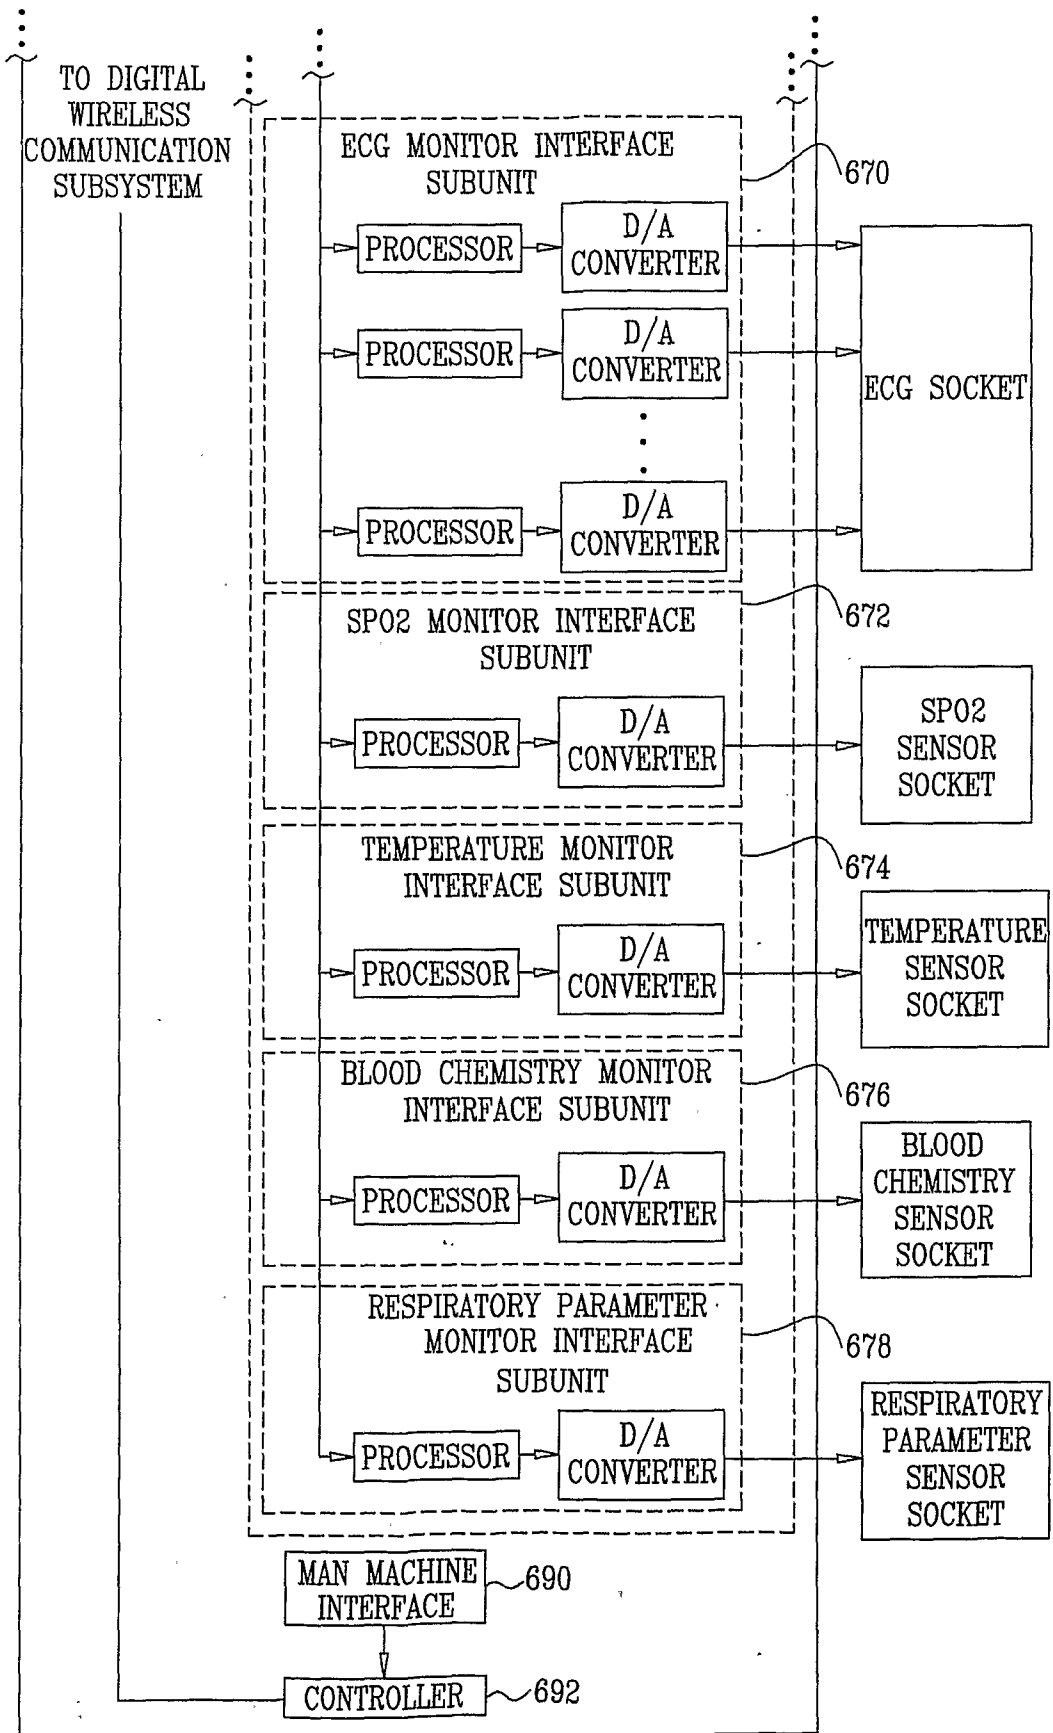 TO DIGITAL
WIRELESS
COMMUNICATION
SUBSYSTEM
ECG MONITOR INTERFACE
SUBUNIT
670
PROCESSOR
D/A
CONVERTER
PROCESSOR
D/A
CONVERTER
PROCESSOR
D/A
CONVERTER
ECG SOCKET
SPO2 MONITOR INTERFACE
SUBUNIT
672
PROCESSOR
D/A
CONVERTER
SPO2
SENSOR
SOCKET
TEMPERATURE MONITOR
INTERFACE SUBUNIT
674
PROCESSOR
D/A
CONVERTER
TEMPERATURE
SENSOR
SOCKET
BLOOD CHEMISTRY MONITOR
INTERFACE SUBUNIT
676
PROCESSOR
D/A
CONVERTER
BLOOD
CHEMISTRY
SENSOR
SOCKET
RESPIRATORY PARAMETER
MONITOR INTERFACE
SUBUNIT
678
PROCESSOR
D/A
CONVERTER
RESPIRATORY
PARAMETER
SENSOR
SOCKET
MAN MACHINE
INTERFACE
690
CONTROLLER
692